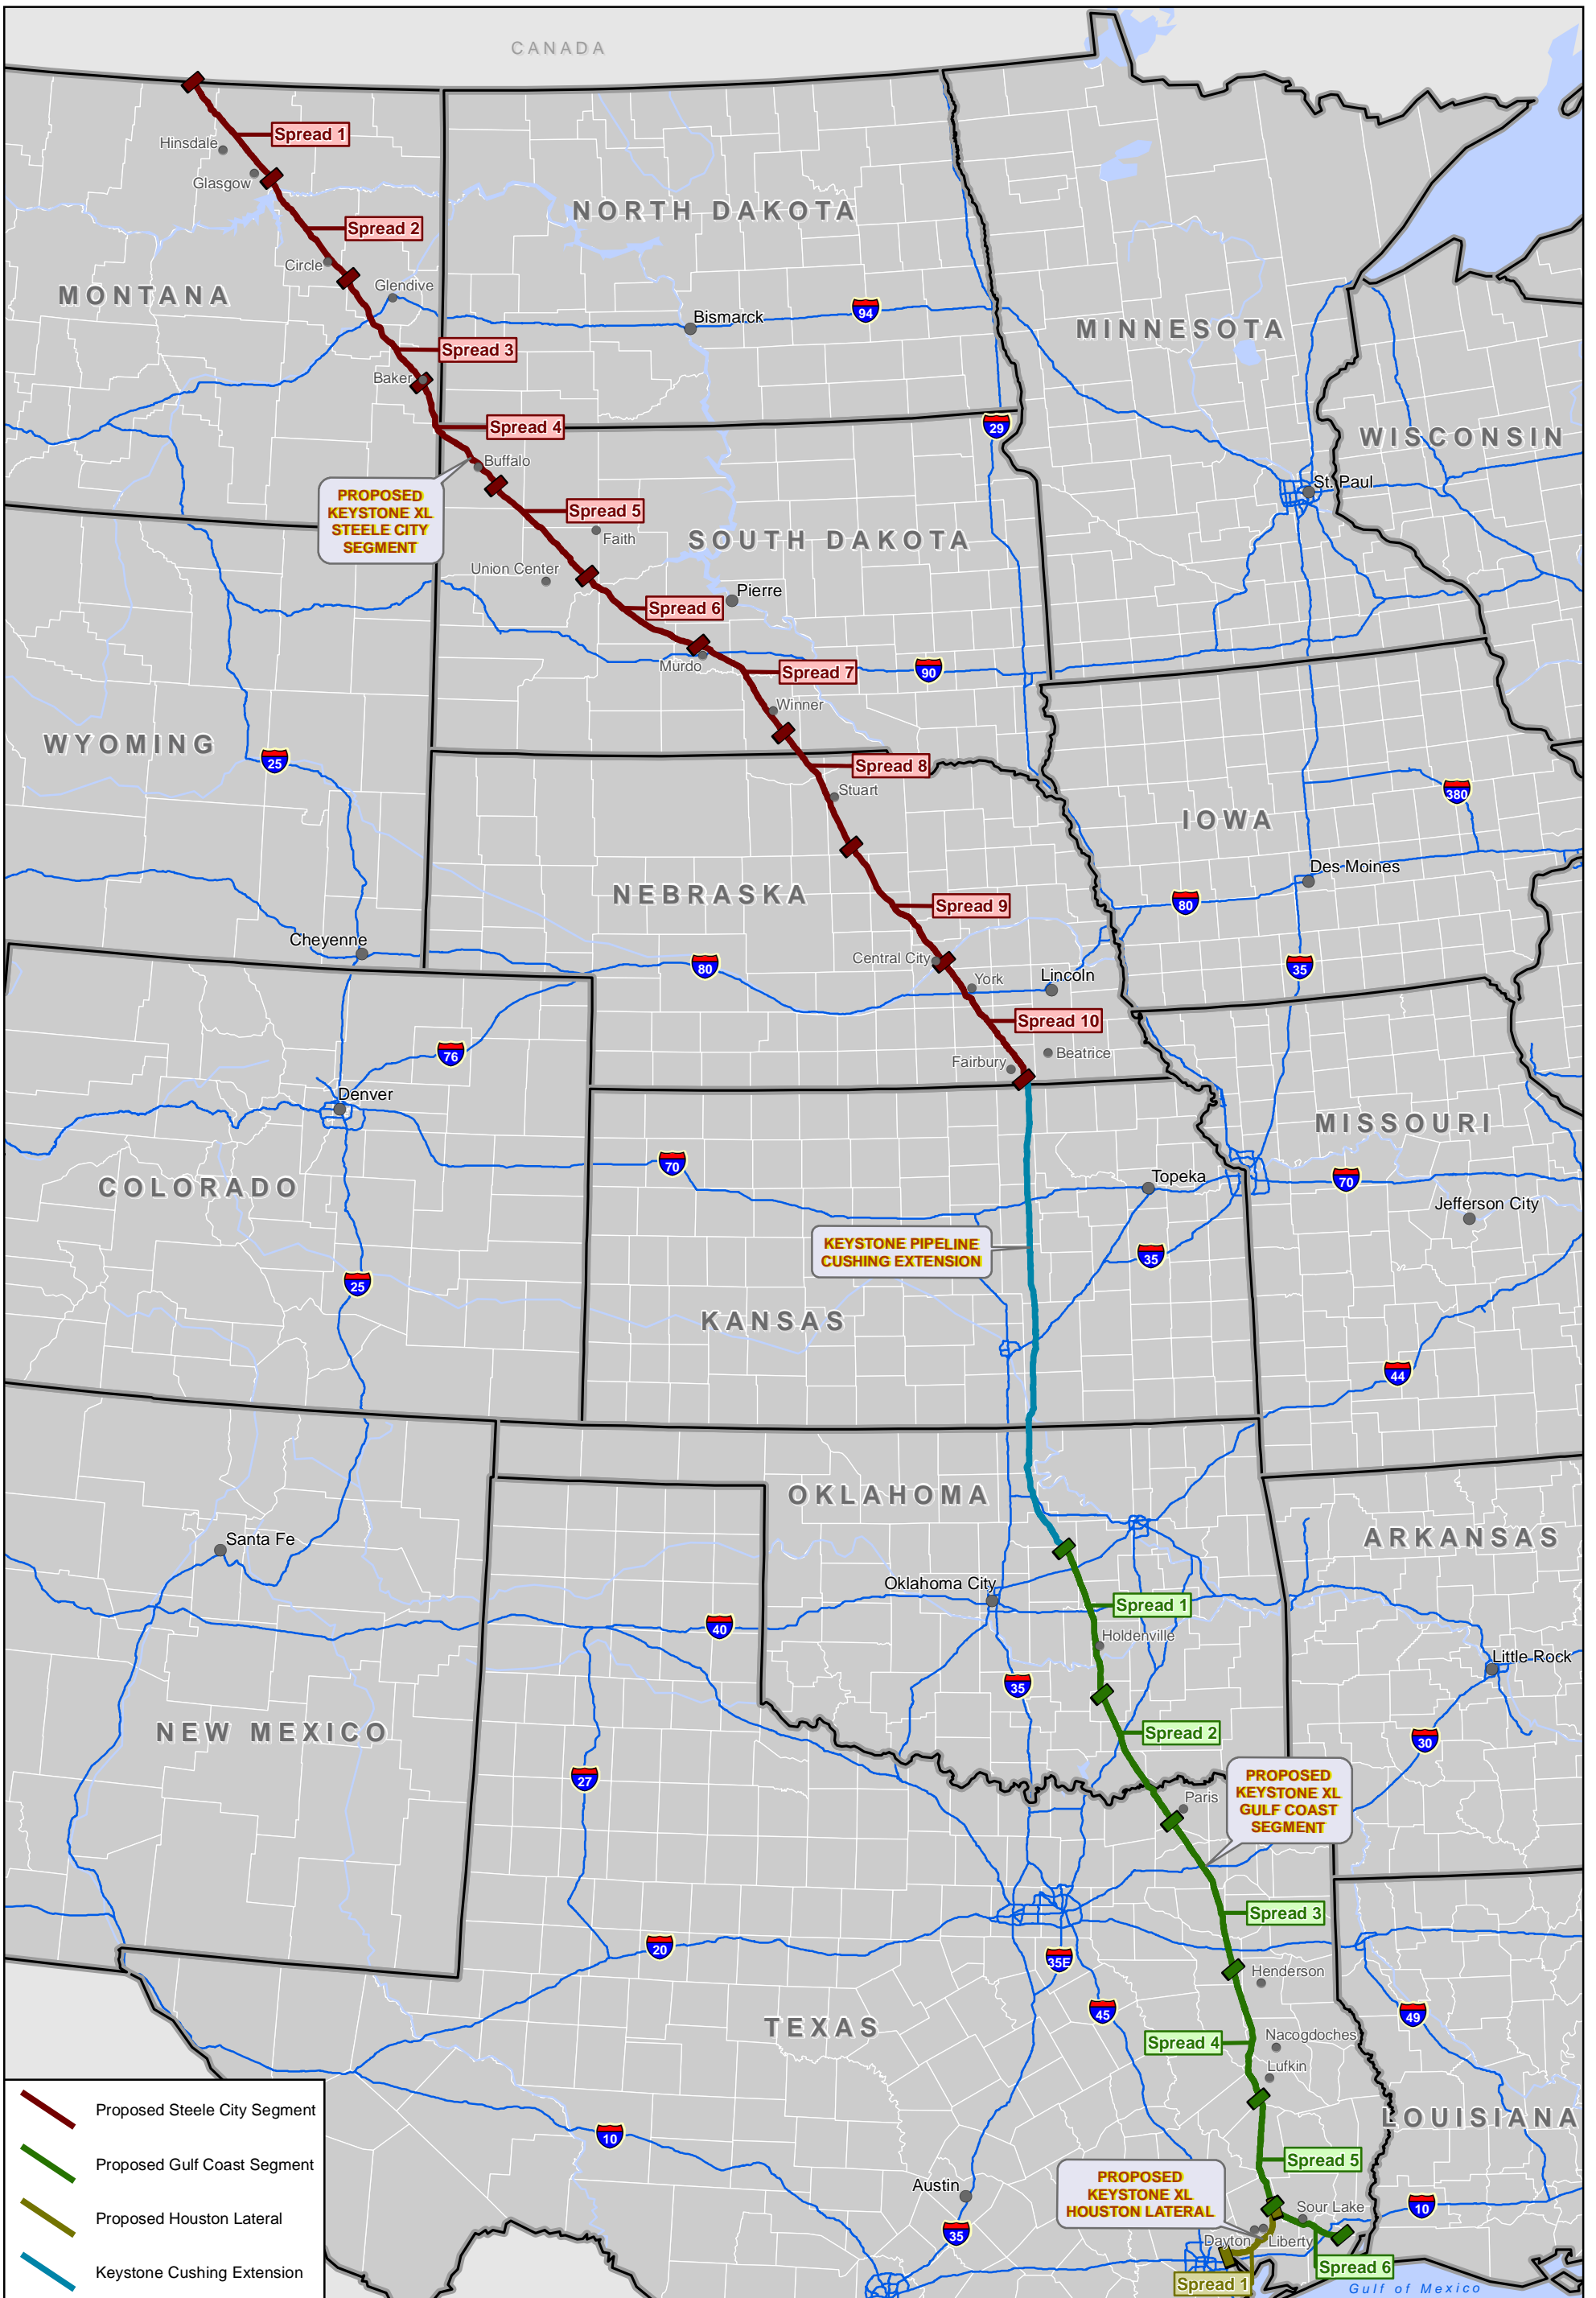 CANADA
Spread 1
Hinsdale
Glasgow
NORTH DAKOTA
Spread 2
Circle
Glendive
MONTANA
94
Bismarck
MINNESOTA
Spread 3
Baker
Spread 4
29
WISCONSIN
Buffalo
St. Paul
PROPOSED
KEYSTONE XL
STEELE CITY
SEGMENT
Spread 5
Faith
SOUTH DAKOTA
Union Center
Pierre
Spread 6
Murdo
Spread 7
90
Winner
WYOMING
25
Spread 8
Stuart
380
IOWA
Des Moines
NEBRASKA
Spread 9
80
Cheyenne
Central City
80
35
York
Lincoln
Spread 10
76
Fairbury
Beatrice
Denver
MISSOURI
70
Topeka
70
COLORADO
Jefferson City
KEYSTONE PIPELINE
CUSHING EXTENSION
35
25
KANSAS
44
OKLAHOMA
Santa Fe
ARKANSAS
Oklahoma City
Spread 1
40
Holdenville
Little Rock
35
NEW MEXICO
Spread 2
30
27
PROPOSED
KEYSTONE XL
GULF COAST
SEGMENT
Paris
Spread 3
20
35E
Henderson
45
49
TEXAS
Spread 4
Nacogdoches
Lufkin
Proposed Steele City Segment
10
LOUISIANA
Spread 5
Proposed Gulf Coast Segment
PROPOSED
KEYSTONE XL
HOUSTON LATERAL
Austin
Sour Lake
10
Proposed Houston Lateral
35
Dayton
Liberty
Spread 6
Keystone Cushing Extension
Spread 1
Gulf of Mexico